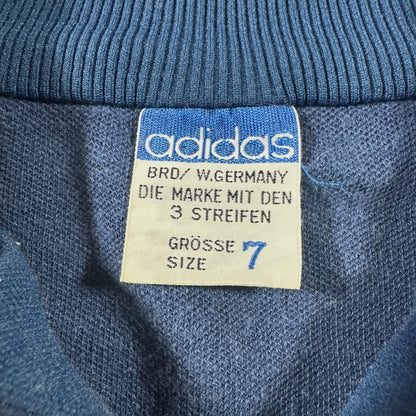 adidas
BRD/ W.GERMANY
DIE MARKE MIT DEN
3 STREIFEN
GRÖSSE 7
SIZE